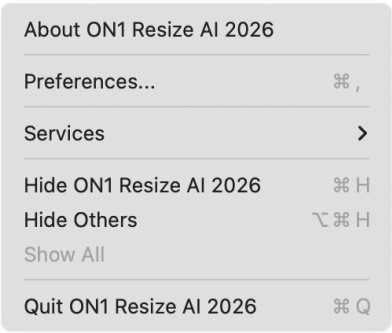 About ON1 Resize AI 2026
Preferences... ⌘ ,
Services
Hide ON1 Resize AI 2026 ⌘ H
Hide Others ⌥ ⌘ H
Show All
Quit ON1 Resize AI 2026 ⌘ Q